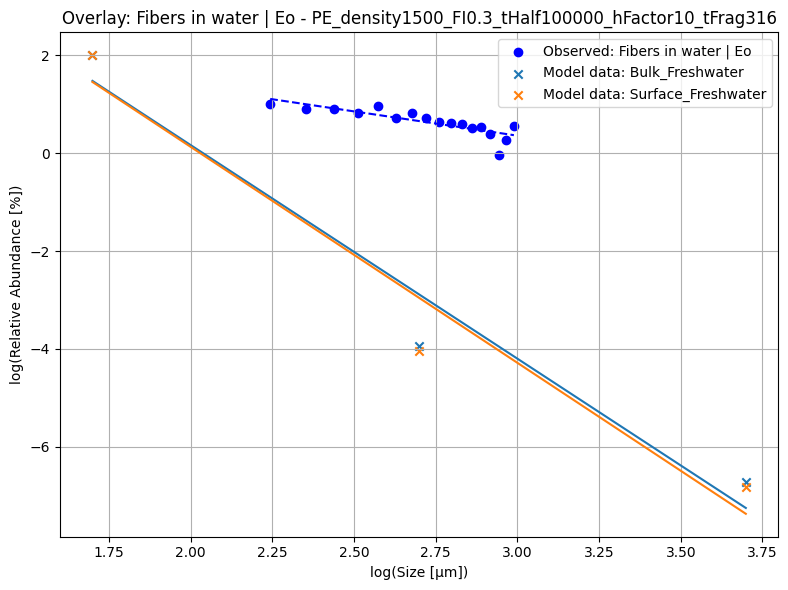 Overlay: Fibers in water | Eo - PE_density1500_FI0.3_tHalf100000_hFactor10_tFrag316
Observed: Fibers in water | Eo
Model data: Bulk_Freshwater
Model data: Surface_Freshwater
log(Relative Abundance [%])
2
0
−2
−4
−6
1.75 2.00 2.25 2.50 2.75 3.00 3.25 3.50 3.75
log(Size [μm])